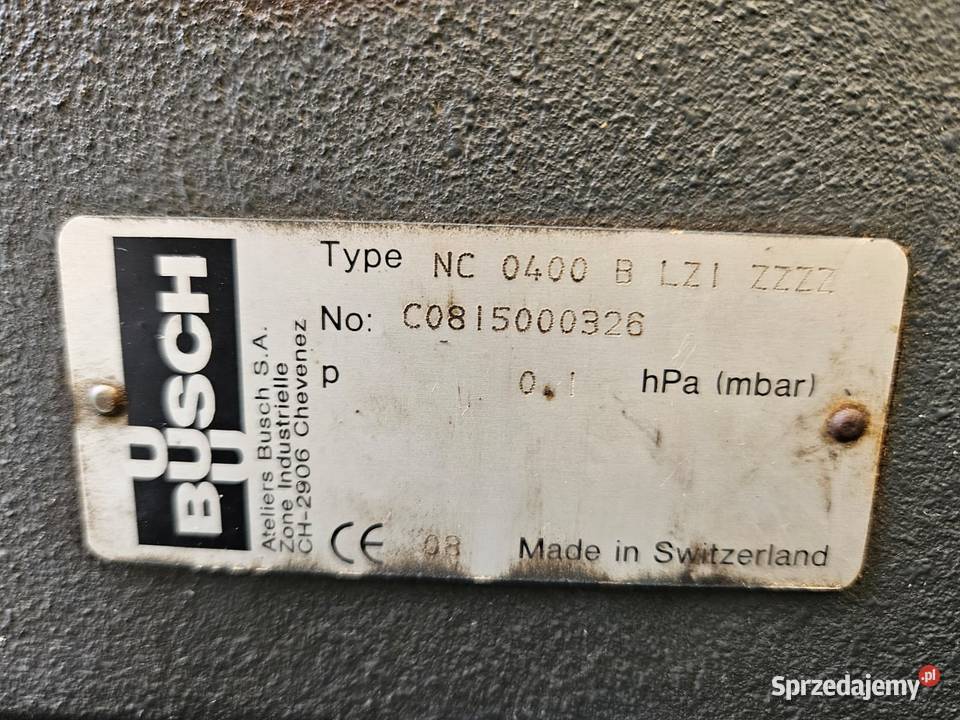 BUSCH
Ateliers Busch S.A.
Zone Industrielle
CH-2906 Chevenez
Type NC 0400 B LZI ZZZZ
No: C0815000326
p 0.1 hPa (mbar)
CE 08 Made in Switzerland
Sprzedajemy.pl